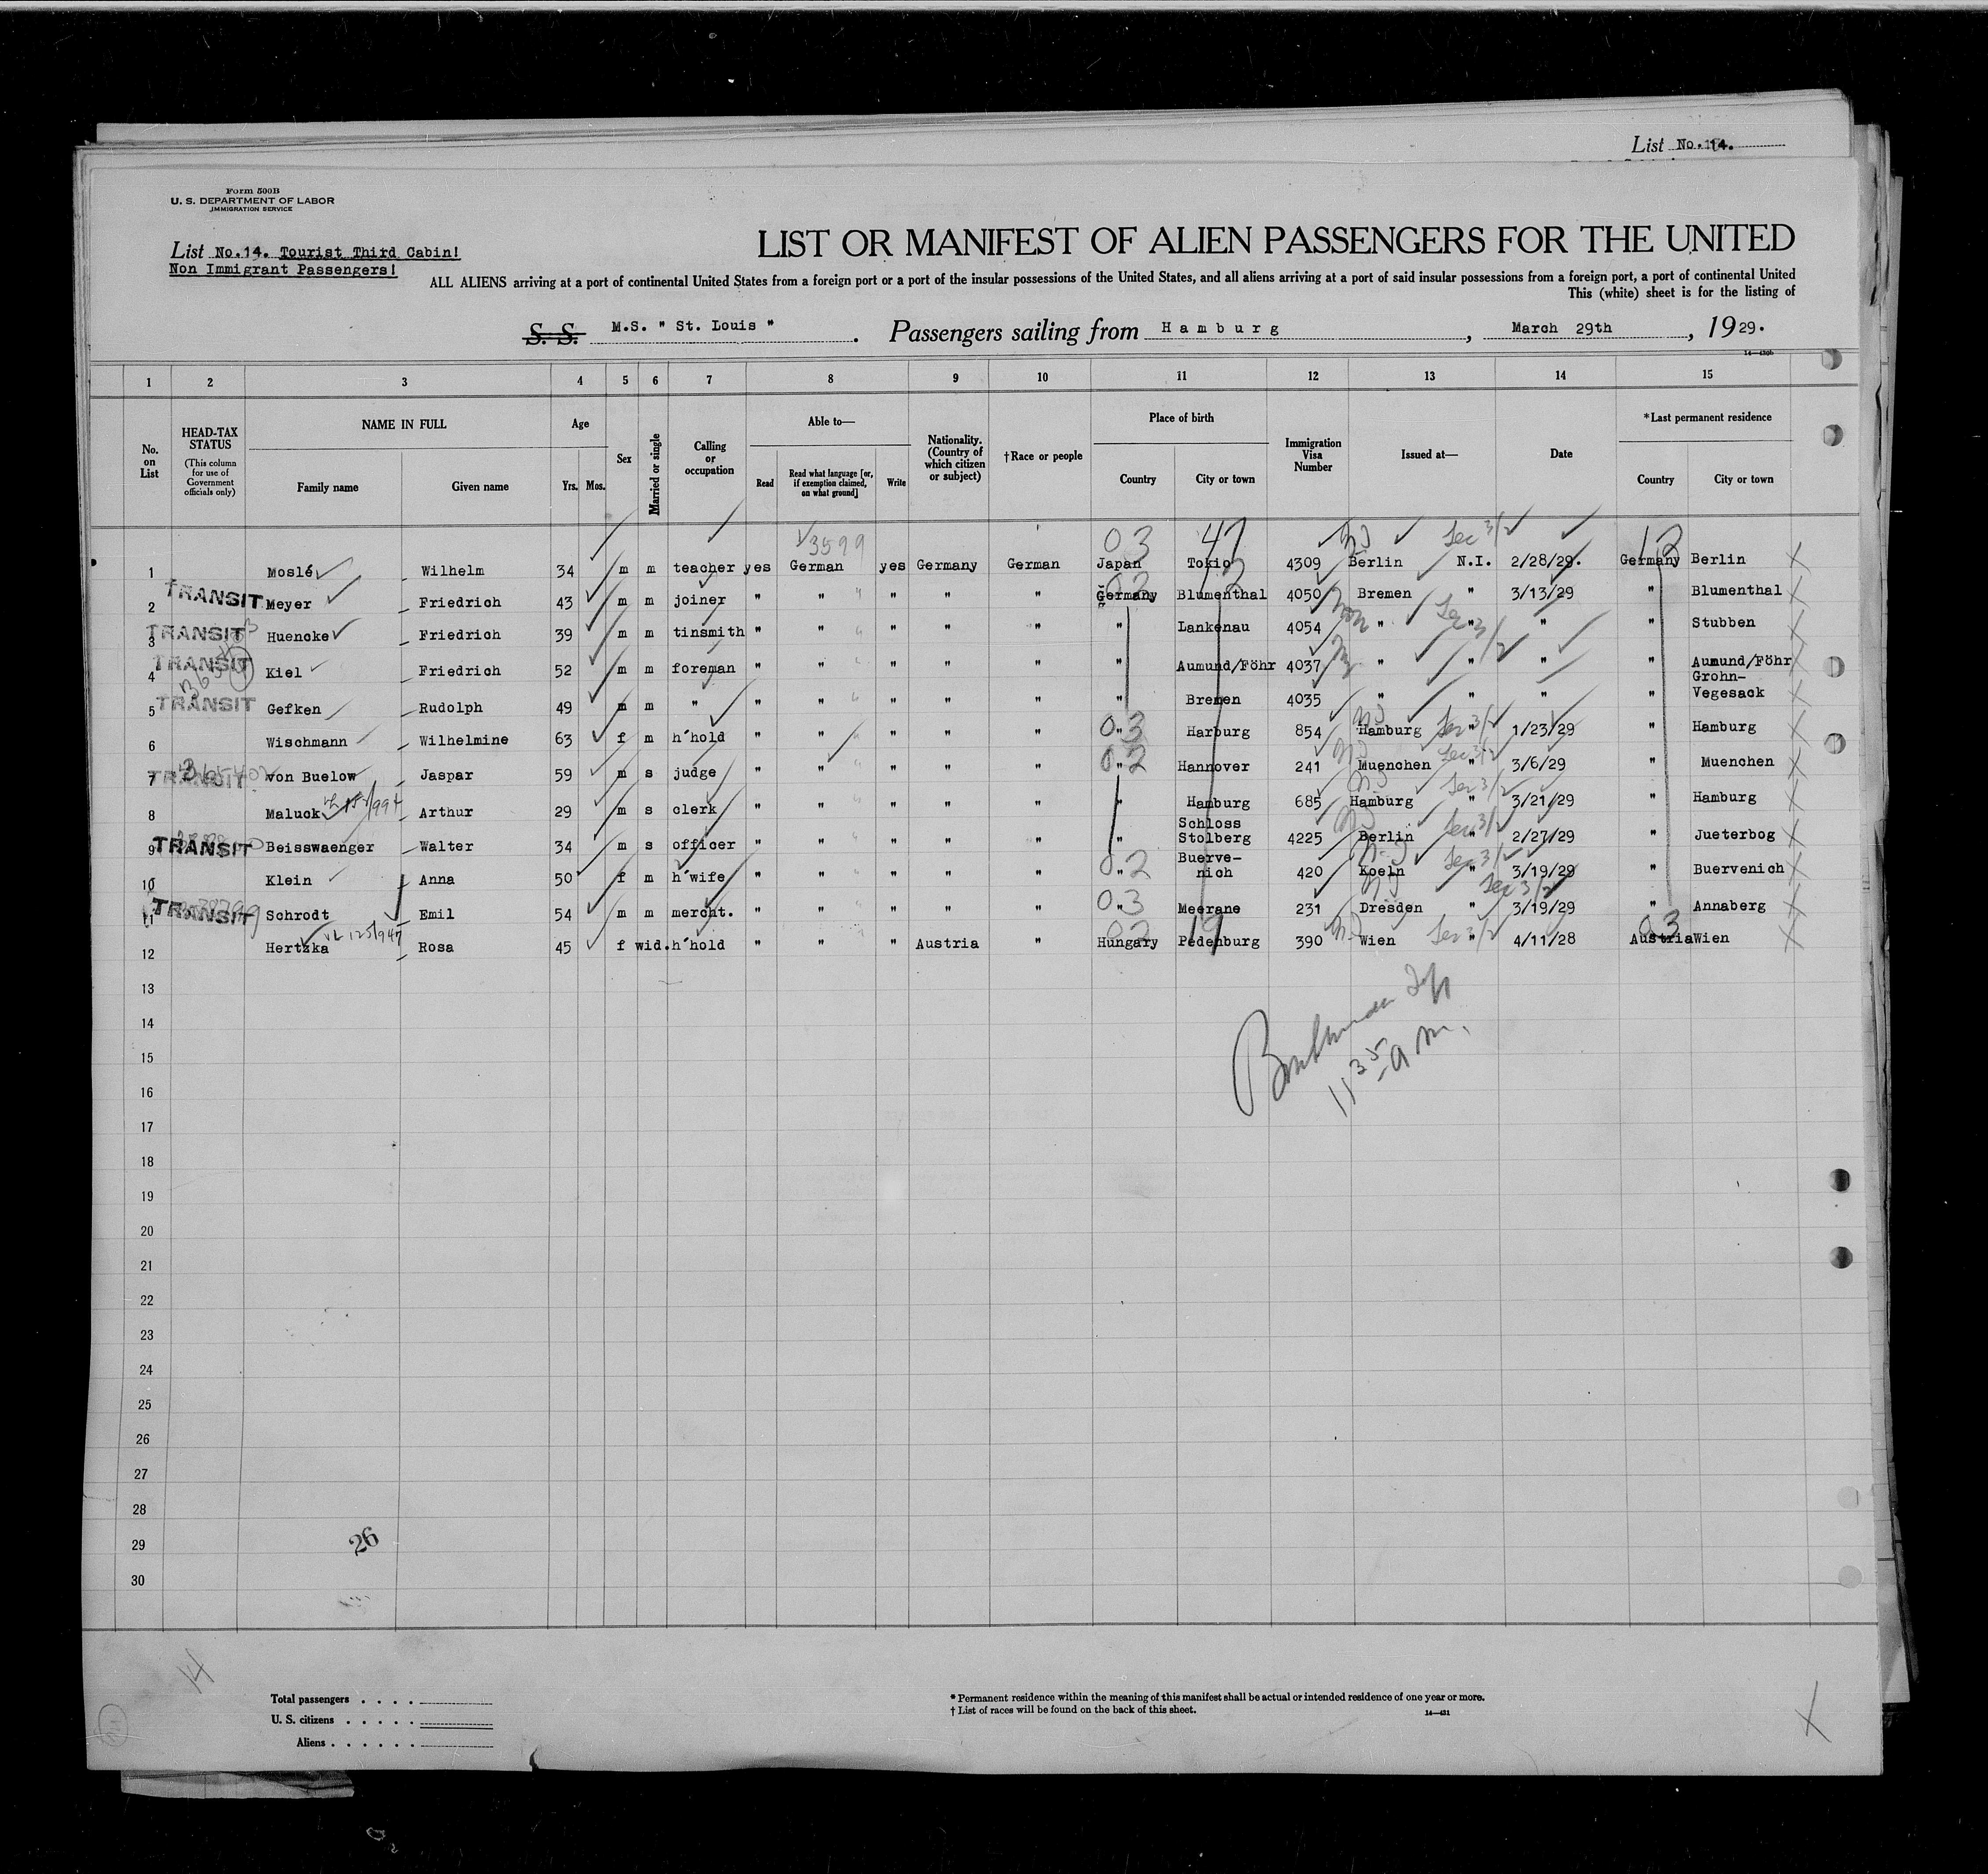 List No. 14.
Form 500B
U. S. DEPARTMENT OF LABOR
IMMIGRATION SERVICE
List No.14. Tourist Third Cabin!
Non Immigrant Passengers!
LIST OR MANIFEST OF ALIEN PASSENGERS FOR THE UNITED
ALL ALIENS arriving at a port of continental United States from a foreign port or a port of the insular possessions of the United States, and all aliens arriving at a port of said insular possessions from a foreign port, a port of continental United
This (white) sheet is for the listing of
S. S. M.S. " St. Louis " . Passengers sailing from Hamburg , March 29th , 1929.
1 2 3 4 5 6 7 8 9 10 11 12 13 14 15
No. on List
HEAD-TAX STATUS
(This column for use of Government officials only)
NAME IN FULL
Family name
Given name
Age
Yrs. Mos.
Sex
Married or single
Calling or occupation
Able to—
Read
Read what language [or, if exemption claimed, on what ground]
Write
Nationality. (Country of which citizen or subject)
†Race or people
Place of birth
Country
City or town
Immigration Visa Number
Issued at—
Date
*Last permanent residence
Country
City or town
03 47 Sec 3/2 12
1 Moslé Wilhelm 34 m m teacher yes German yes Germany German Japan Tokio 4309 Berlin N.I. 2/28/29. Germany Berlin
2 TRANSIT Meyer Friedrich 43 m m joiner " " " " " Germany Blumenthal 4050 Bremen 3/13/29 " Blumenthal
3 TRANSIT Huencke Friedrich 39 m m tinsmith " " " " " " Lankenau 4054 " " " " Stubben
4 TRANSIT Kiel Friedrich 52 m m foreman " " " " " " Aumund/Föhr 4037 " " " " Aumund/Föhr
5 TRANSIT Gefken Rudolph 49 m m " " " " " " " Bremen 4035 " " " " Grohn-Vegesack
6 Wischmann Wilhelmine 63 f m h'hold " " " " " " Harburg 854 Hamburg " 1/23/29 " Hamburg
7 TRANSIT von Buelow Jaspar 59 m s judge " " " " " " Hannover 241 Muenchen " 3/6/29 " Muenchen
8 Maluck Arthur 29 m s clerk " " " " " " Hamburg 685 Hamburg " 3/21/29 " Hamburg
9 TRANSIT Beisswaenger Walter 34 m s officer " " " " " " Schloss Stolberg 4225 Berlin " 2/27/29 " Jueterbog
10 Klein Anna 50 f m h'wife " " " " " " Buerve-nich 420 Koeln " 3/19/29 " Buervenich
11 TRANSIT Schrodt Emil 54 m m mercht. " " " " " " Meerane 231 Dresden " 3/19/29 " Annaberg
12 Hertzka Rosa 45 f wid. h'hold " " " Austria " Hungary Pedenburg 390 Wien " 4/11/28 Austria Wien
13
14
15
16
17
18
19
20
21
22
23
24
25
26
27
28
29
30
11 35 a m.
26
14
Total passengers . . . .
U. S. citizens . . . . .
Aliens . . . . . .
* Permanent residence within the meaning of this manifest shall be actual or intended residence of one year or more.
† List of races will be found on the back of this sheet.
14—431